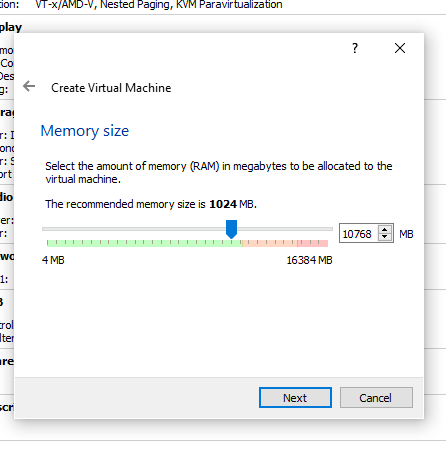 VT-x/AMD-V, Nested Paging, KVM Paravirtualization
?
Create Virtual Machine
Memory size
Select the amount of memory (RAM) in megabytes to be allocated to the
virtual machine.
The recommended memory size is 1024 MB.
10768 MB
4 MB 16384 MB
Next Cancel